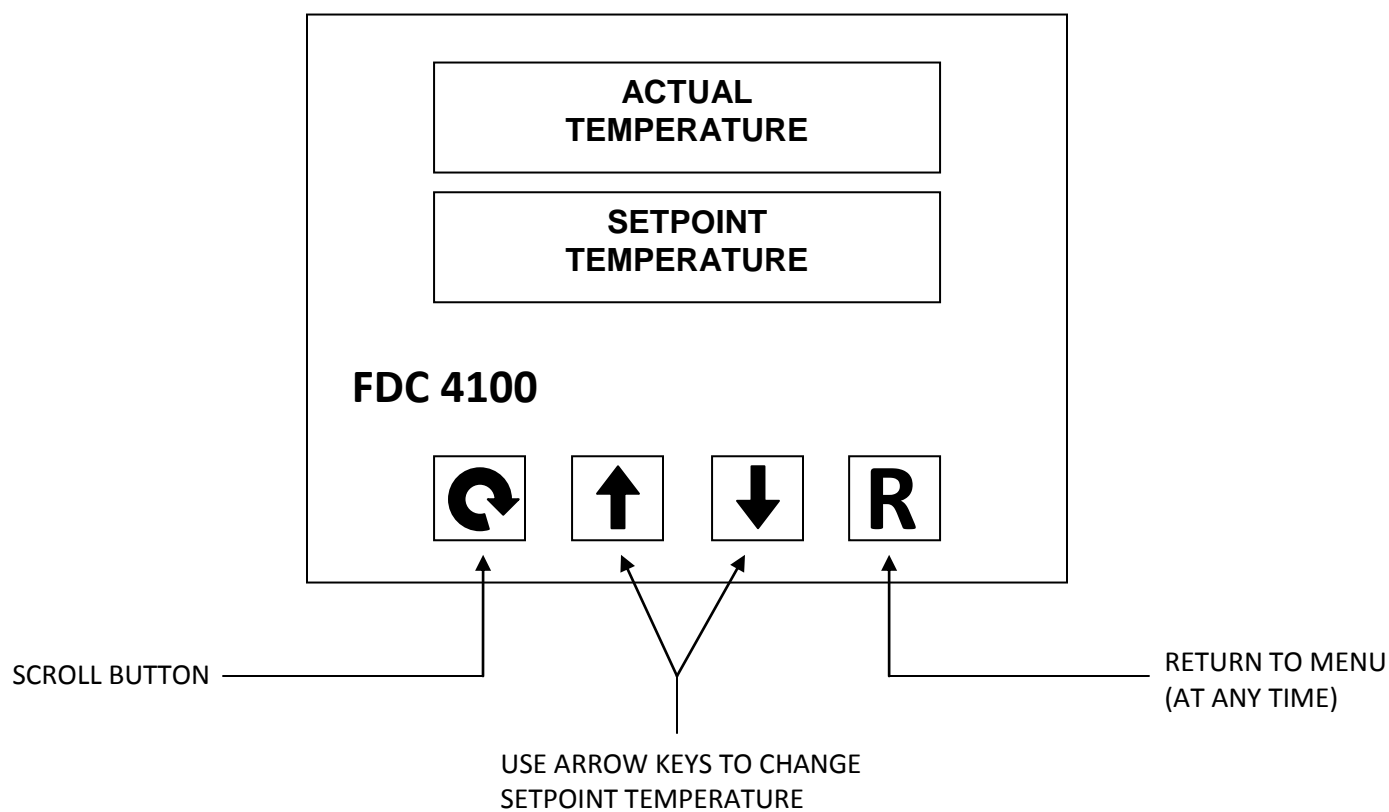 ACTUAL
TEMPERATURE
SETPOINT
TEMPERATURE
FDC 4100
R
SCROLL BUTTON
RETURN TO MENU
(AT ANY TIME)
USE ARROW KEYS TO CHANGE
SETPOINT TEMPERATURE